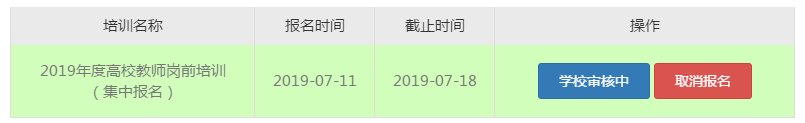 培训名称 报名时间 截止时间 操作
2019年度高校教师岗前培训
（集中报名） 2019-07-11 2019-07-18 学校审核中 取消报名